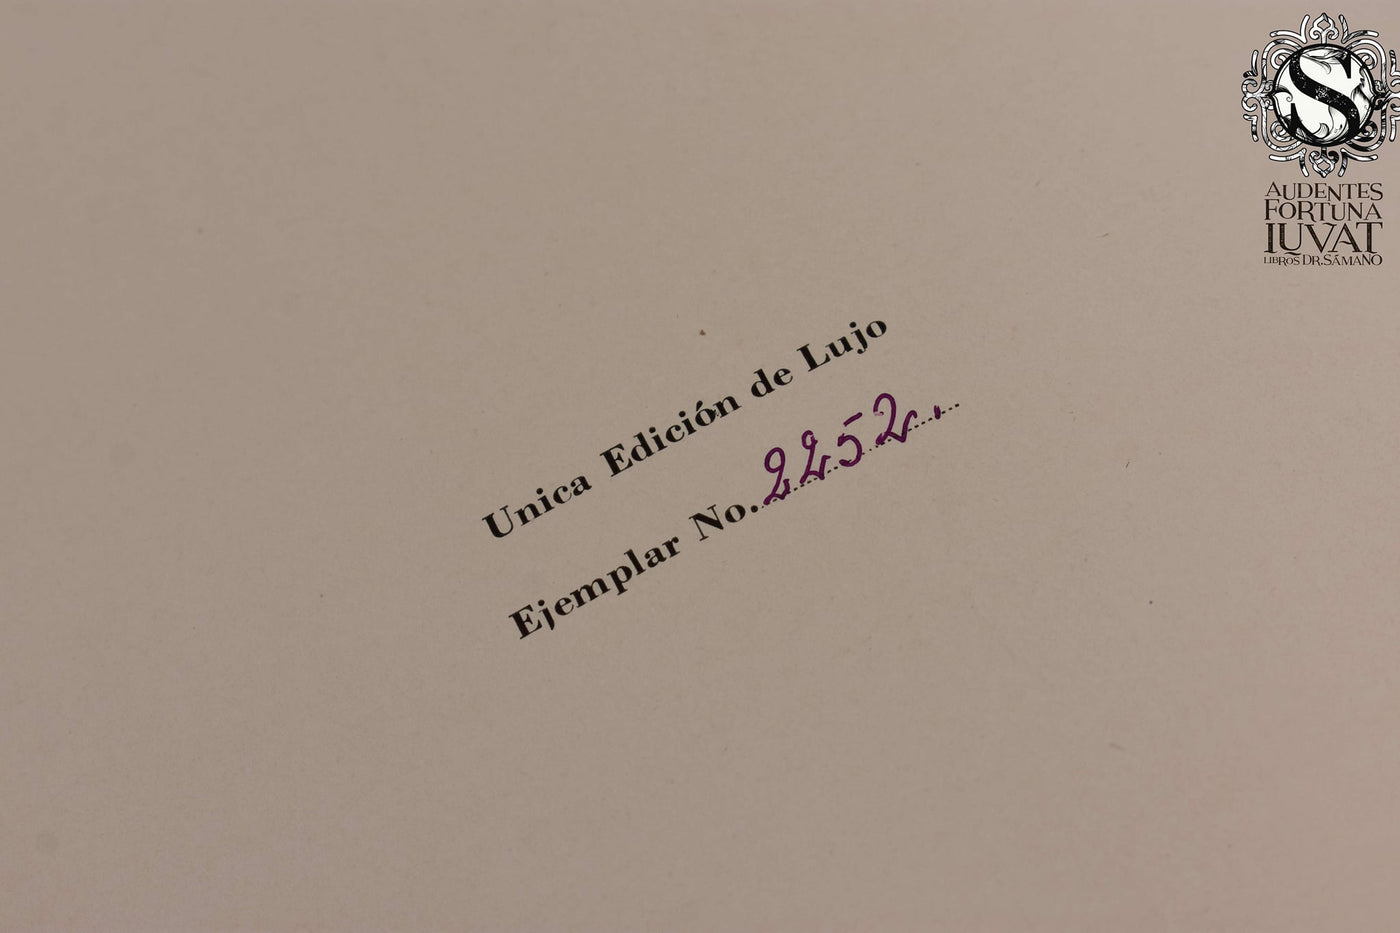 S
AUDENTES
FORTUNA
IUVAT
LIBROS DR. SÁMANO
Unica Edición de Lujo
Ejemplar No. 2252.